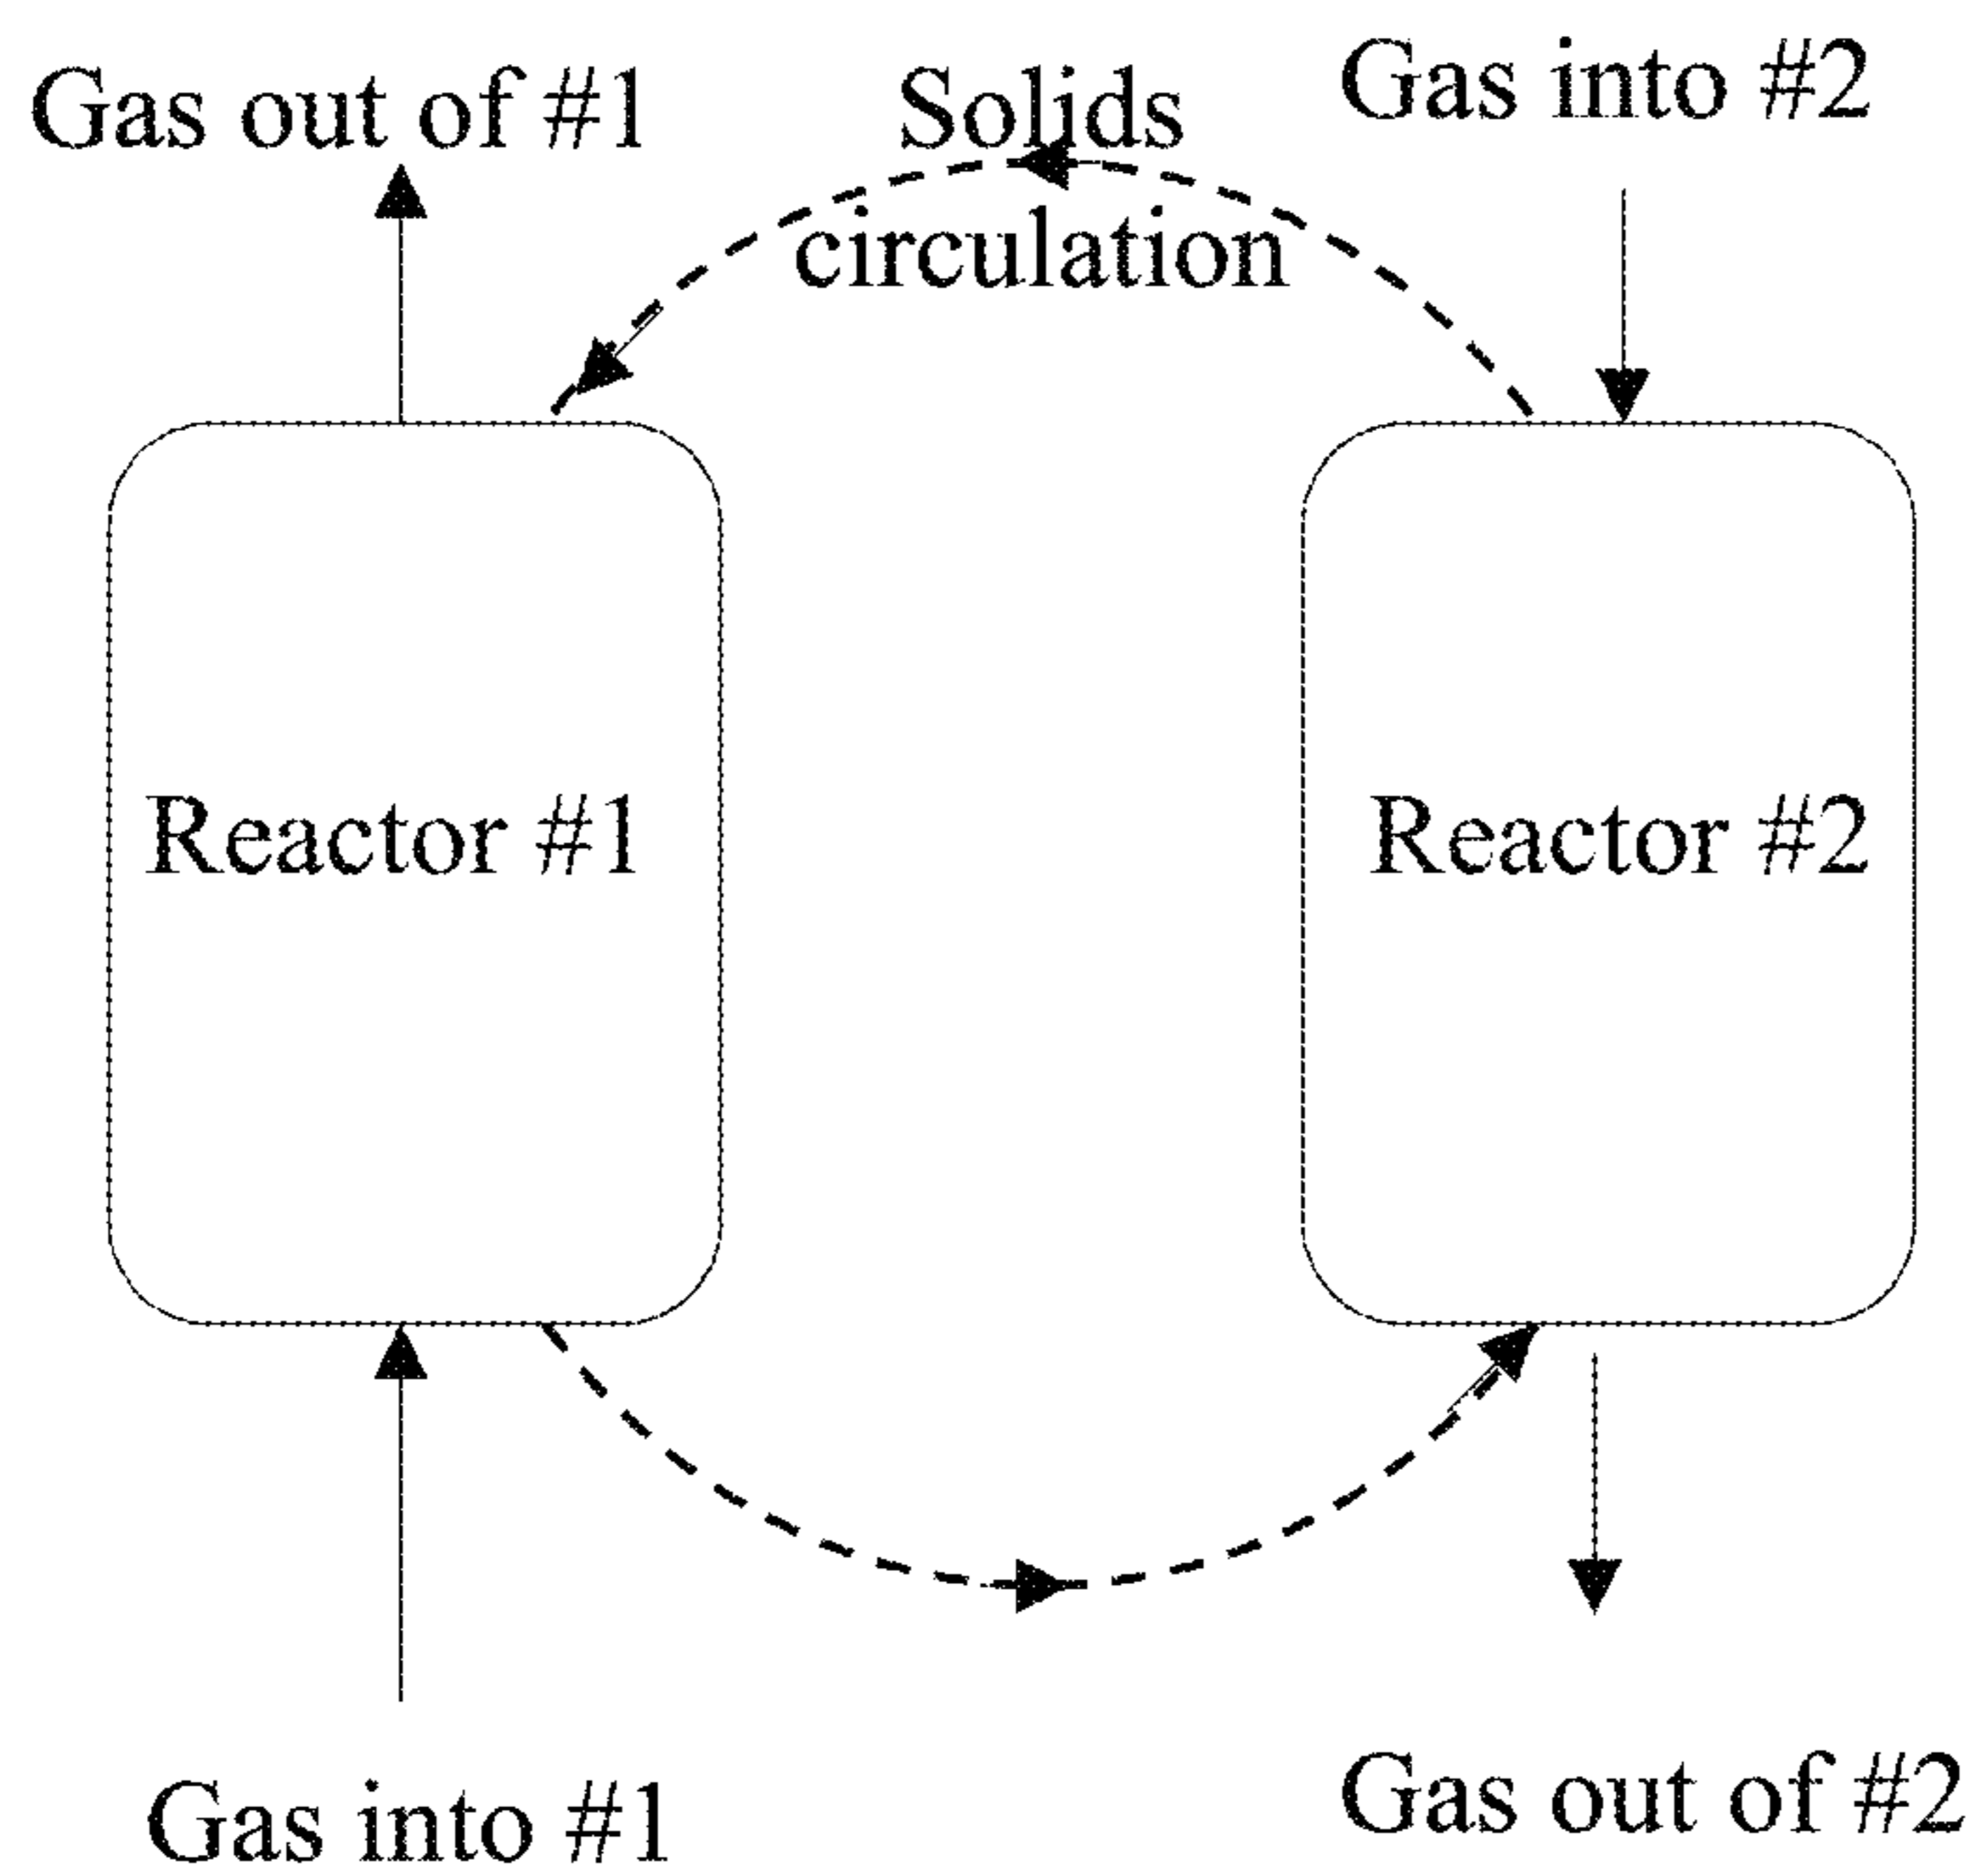 Gas out of #1
Solids
circulation
Gas into #2
Reactor #1
Reactor #2
Gas into #1
Gas out of #2